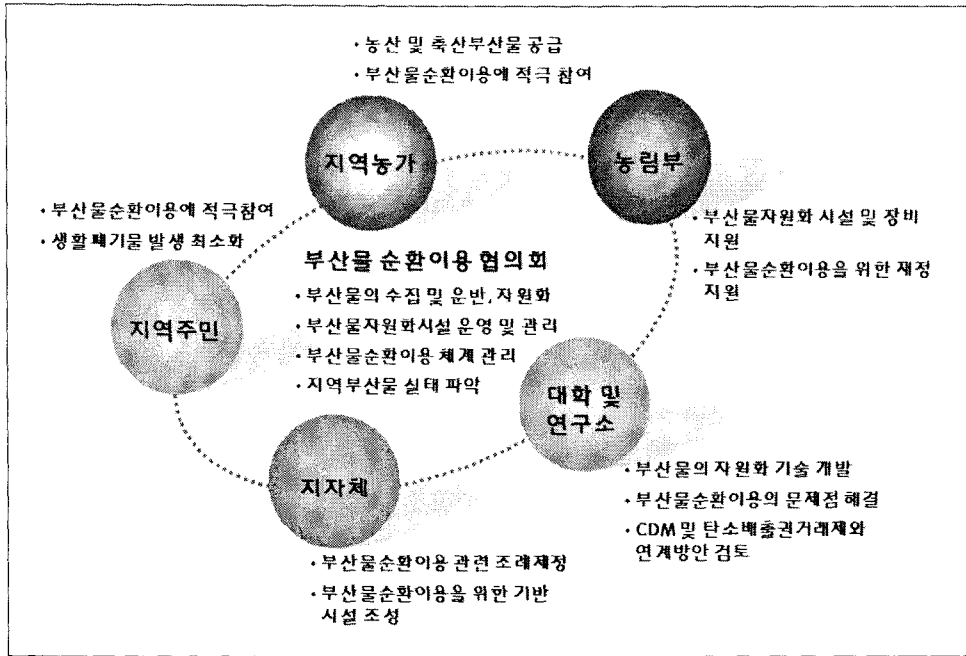 • 농산 및 축산부산물 공급
• 부산물순환이용에 적극 참여
지역농가
농림부
• 부산물순환이용에 적극참여
• 생활폐기물 발생 최소화
• 부산물자원화 시설 및 장비
지원
• 부산물순환이용을 위한 재정
지원
부산물 순환이용 협의회
• 부산물의 수집 및 운반, 자원화
• 부산물자원화시설 운영 및 관리
• 부산물순환이용 체계 관리
• 지역부산물 실태 파악
지역주민
대학 및
연구소
지자체
• 부산물의 자원화 기술 개발
• 부산물순환이용의 문제점 해결
• CDM 및 탄소배출권거래제와
연계방안 검토
• 부산물순환이용 관련 조례제정
• 부산물순환이용을 위한 기반
시설 조성